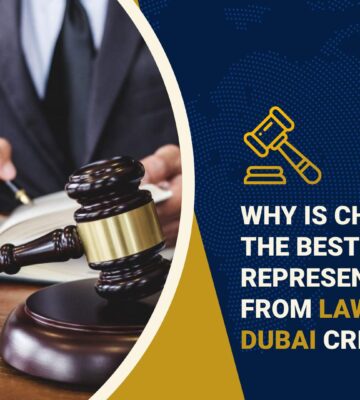 WHY IS CH
THE BEST
REPRESEN
FROM LAW
DUBAI CR